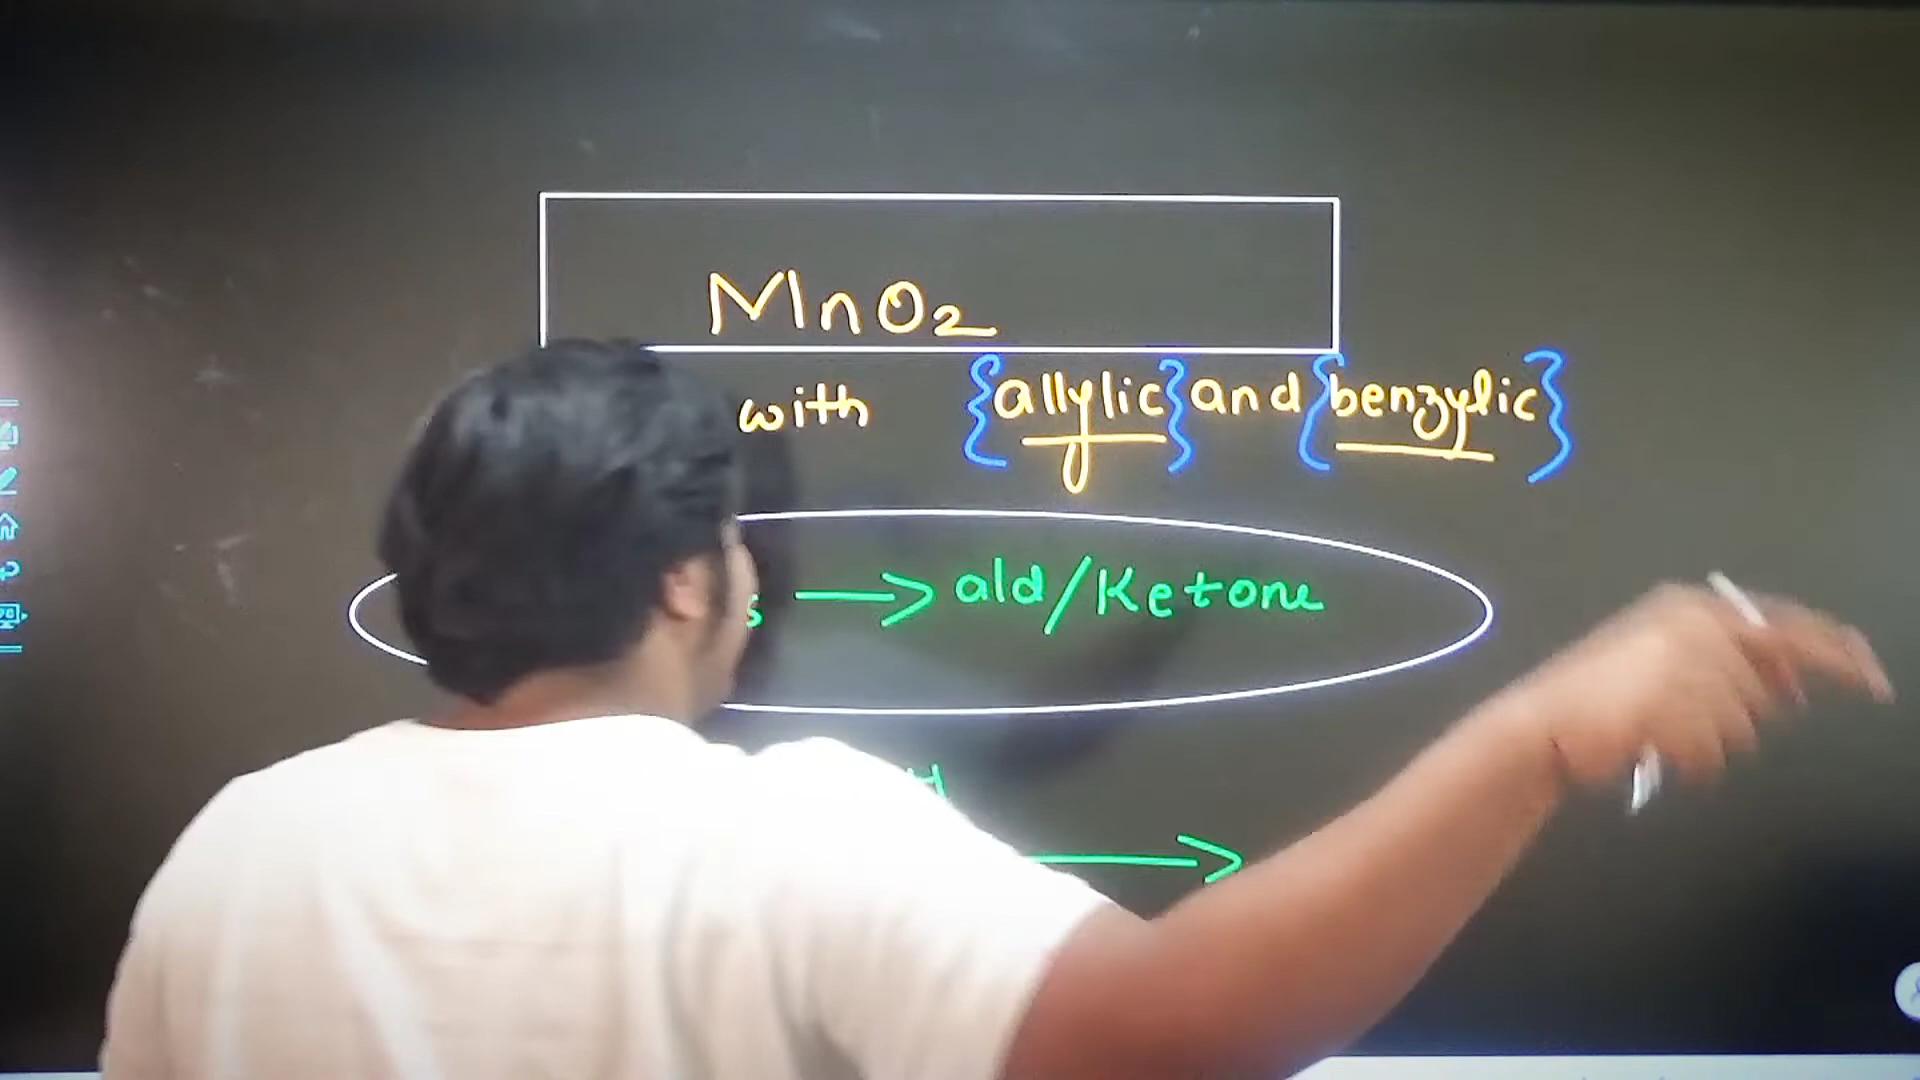 MnO2
with {allylic} and {benzylic}
s → ald/Ketone
H
→